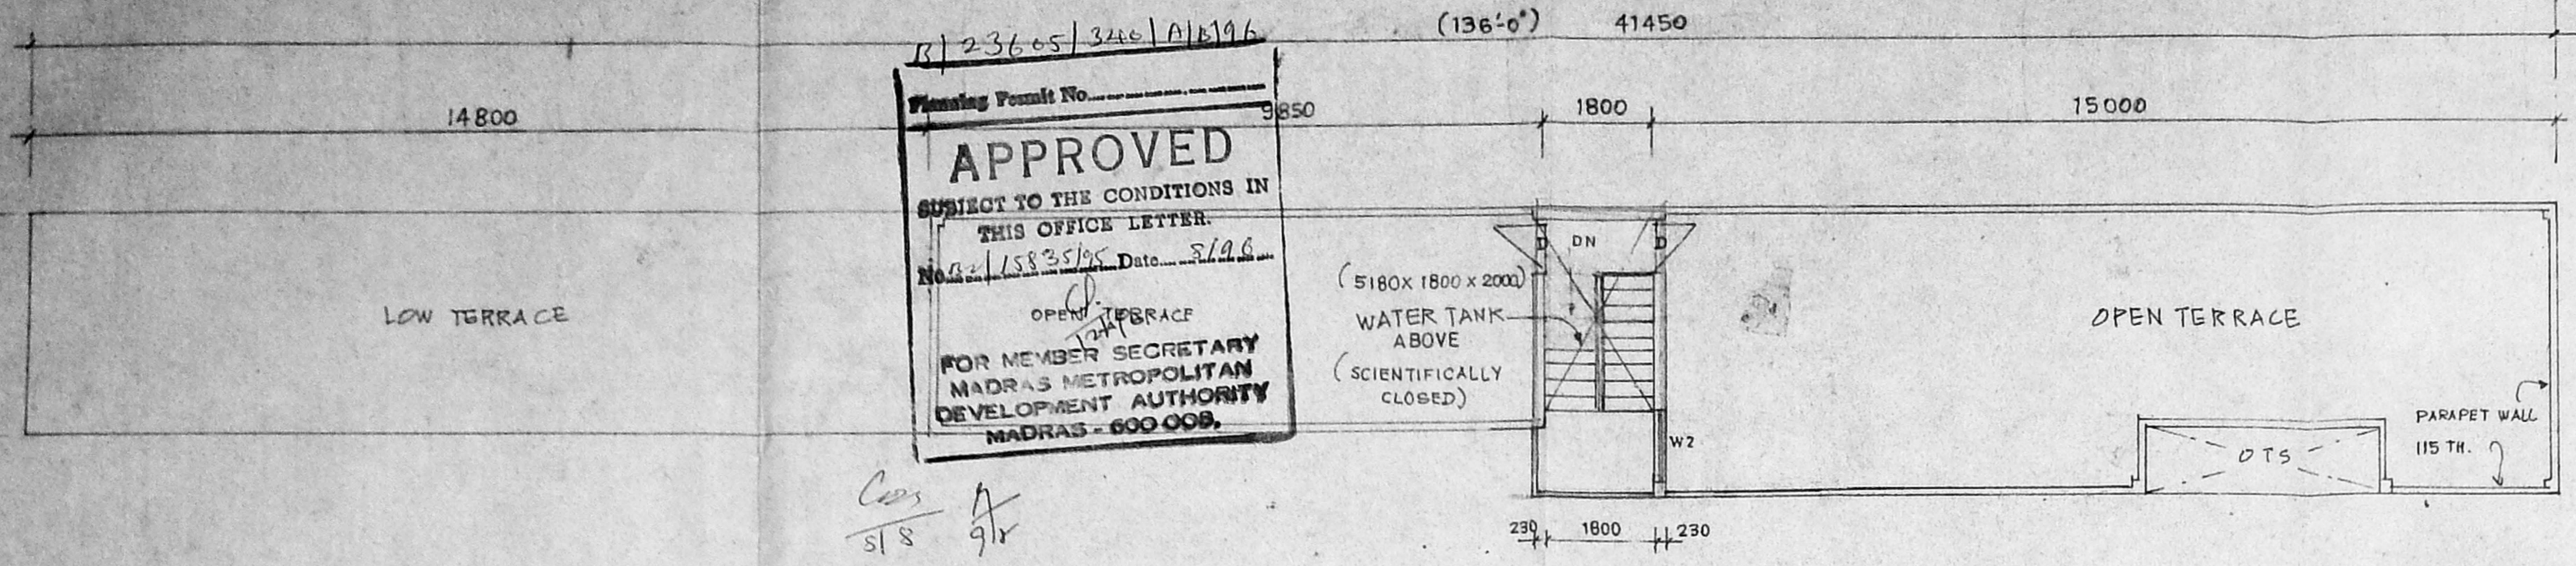 (136'-0") 41450
B/23605/340/A/B/96
Planning Permit No.
14800
9850
1800
15000
APPROVED
SUBJECT TO THE CONDITIONS IN
THIS OFFICE LETTER.
No. B2/15835/95 Date 8/96
D
DN
D
(5180 X 1800 X 2000)
WATER TANK
ABOVE
(SCIENTIFICALLY
CLOSED)
LOW TERRACE
OPEN TERRACE
OPEN TERRACE
FOR MEMBER SECRETARY
MADRAS METROPOLITAN
DEVELOPMENT AUTHORITY
MADRAS - 600 008.
PARAPET WALL
115 TH.
W2
OTS
230
1800
230